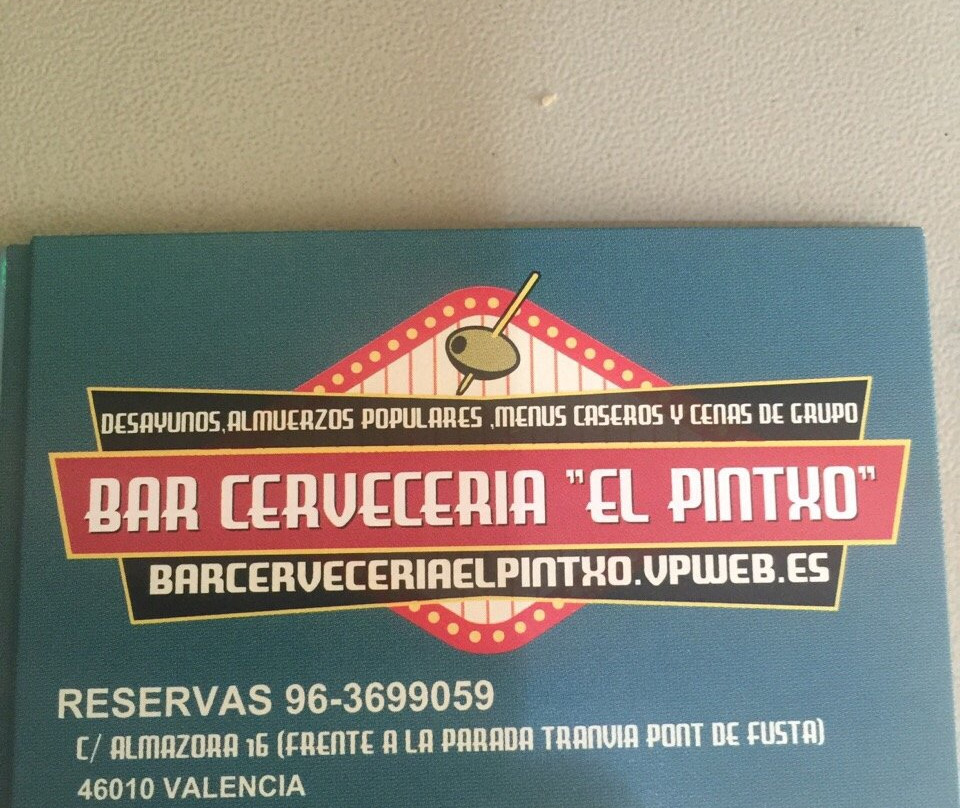 DESAYUNOS,ALMUERZOS POPULARES ,MENUS CASEROS Y CENAS DE GRUPO
BAR CERVECERIA "EL PINTXO"
BARCERVECERIAELPINTXO.VPWEB.ES
RESERVAS 96-3699059
C/ ALMAZORA 16 (FRENTE A LA PARADA TRANVIA PONT DE FUSTA)
46010 VALENCIA